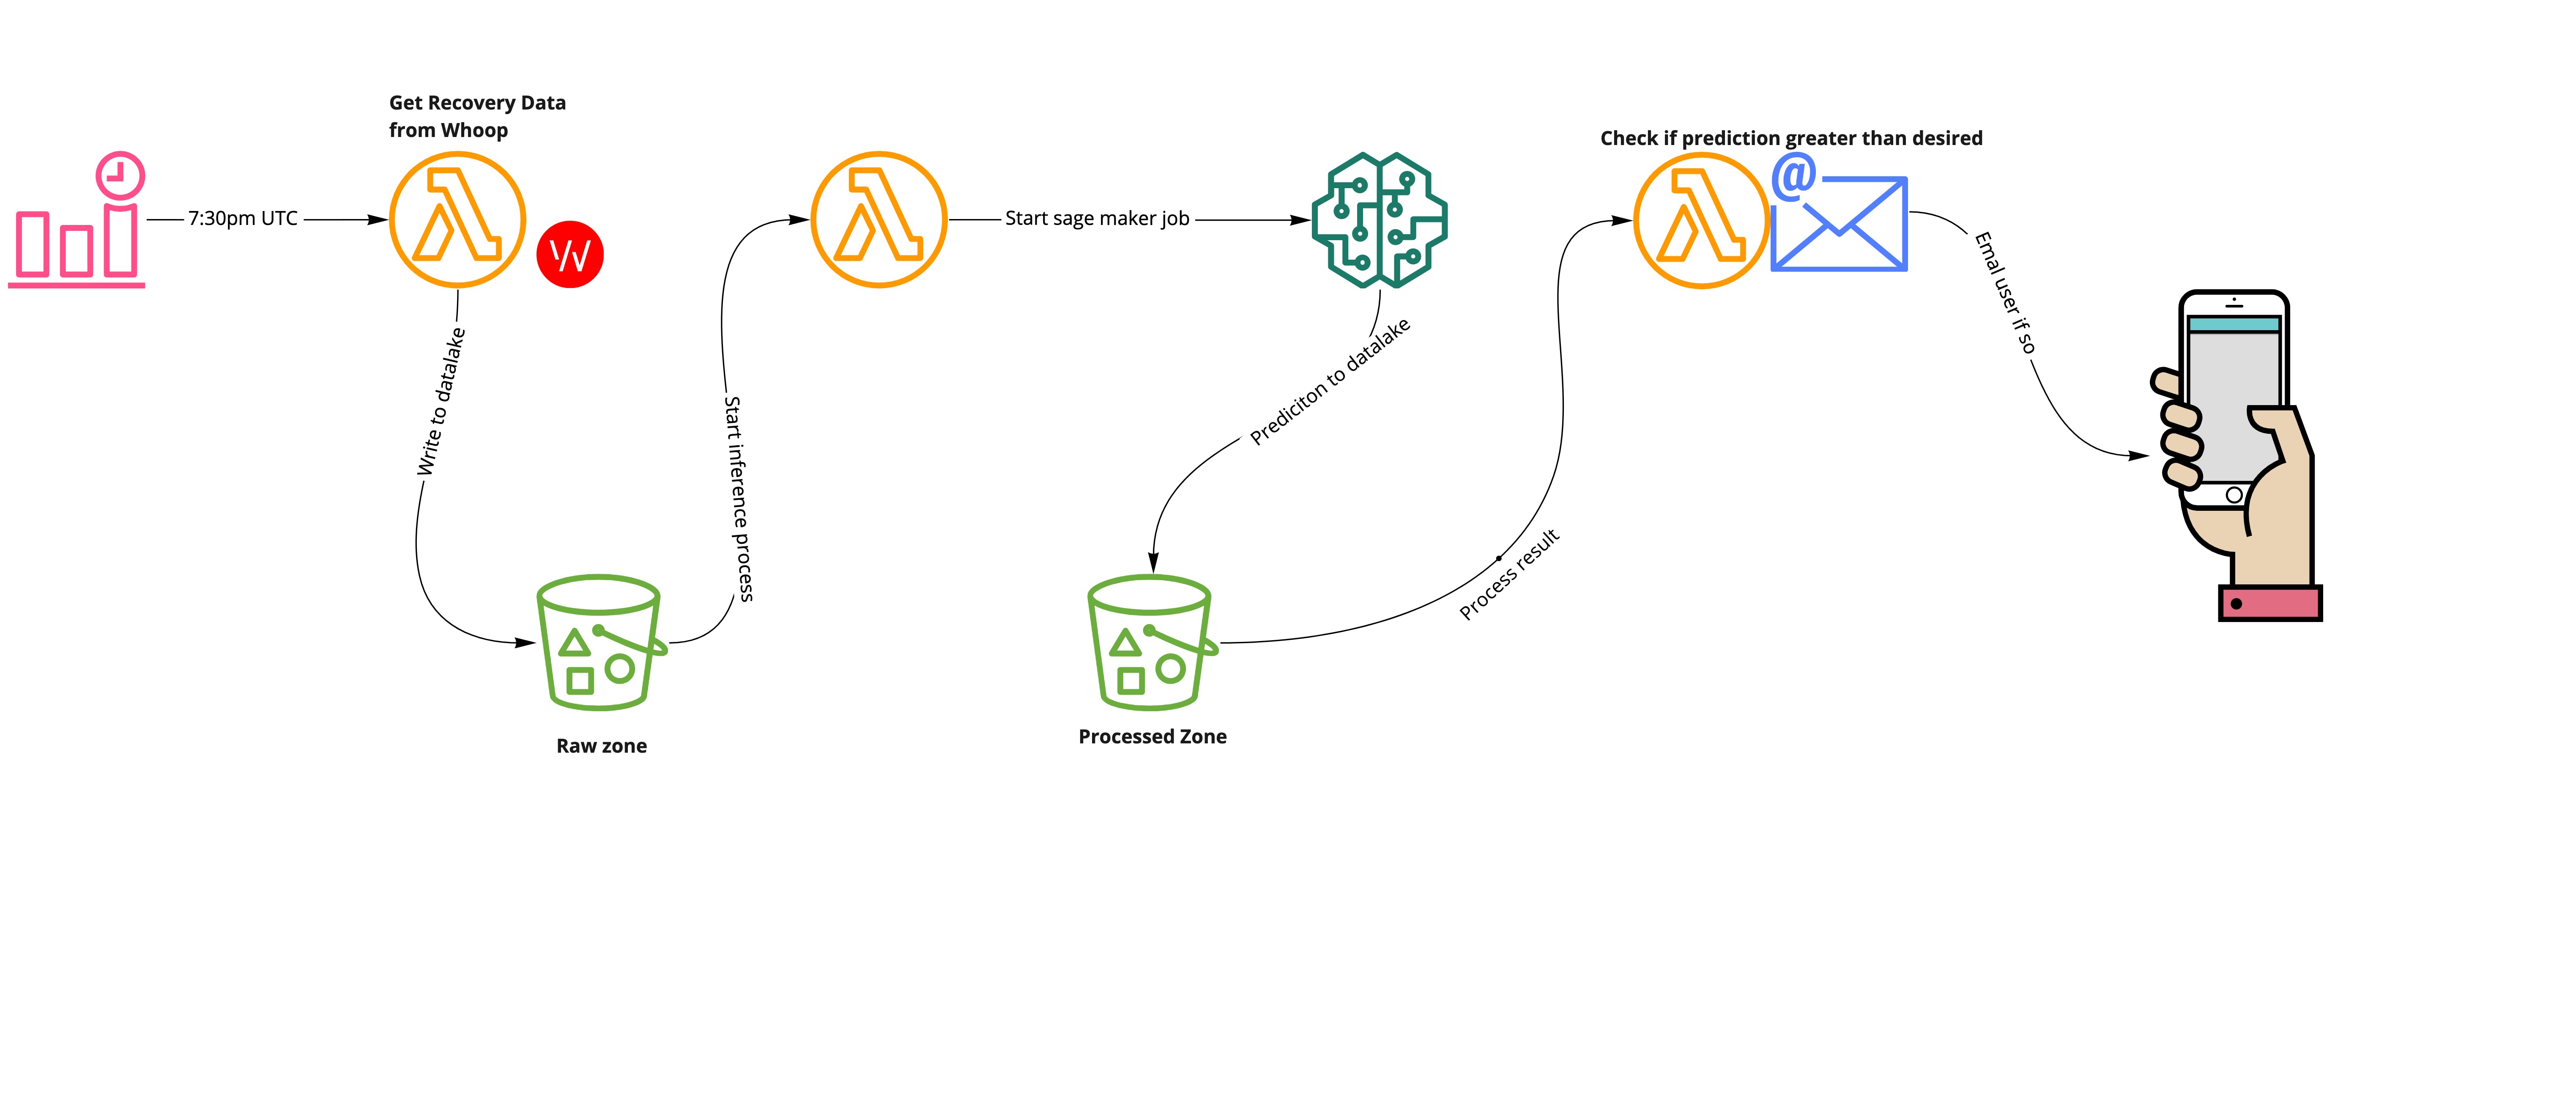 Get Recovery Data
from Whoop
7:30pm UTC
Write to datalake
Raw zone
Start inference process
Start sage maker job
Prediciton to datalake
Processed Zone
Process result
Check if prediction greater than desired
@
Emal user if so